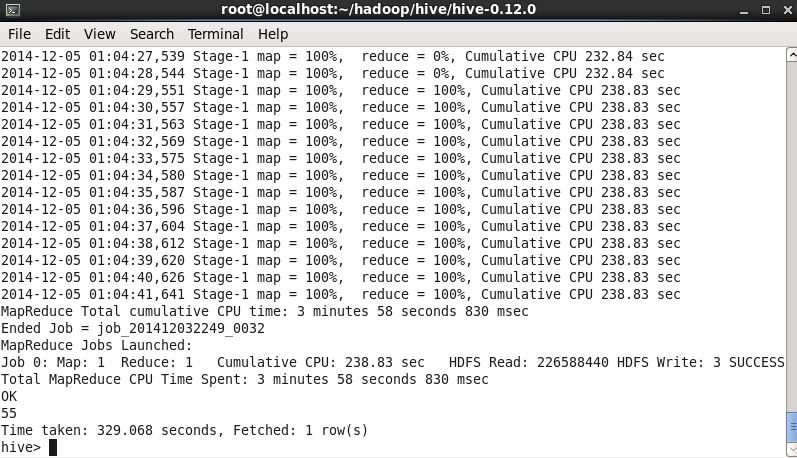 root@localhost:~/hadoop/hive/hive-0.12.0
File Edit View Search Terminal Help
2014-12-05 01:04:27,539 Stage-1 map = 100%,  reduce = 0%, Cumulative CPU 232.84 sec
2014-12-05 01:04:28,544 Stage-1 map = 100%,  reduce = 0%, Cumulative CPU 232.84 sec
2014-12-05 01:04:29,551 Stage-1 map = 100%,  reduce = 100%, Cumulative CPU 238.83 sec
2014-12-05 01:04:30,557 Stage-1 map = 100%,  reduce = 100%, Cumulative CPU 238.83 sec
2014-12-05 01:04:31,563 Stage-1 map = 100%,  reduce = 100%, Cumulative CPU 238.83 sec
2014-12-05 01:04:32,569 Stage-1 map = 100%,  reduce = 100%, Cumulative CPU 238.83 sec
2014-12-05 01:04:33,575 Stage-1 map = 100%,  reduce = 100%, Cumulative CPU 238.83 sec
2014-12-05 01:04:34,580 Stage-1 map = 100%,  reduce = 100%, Cumulative CPU 238.83 sec
2014-12-05 01:04:35,587 Stage-1 map = 100%,  reduce = 100%, Cumulative CPU 238.83 sec
2014-12-05 01:04:36,596 Stage-1 map = 100%,  reduce = 100%, Cumulative CPU 238.83 sec
2014-12-05 01:04:37,604 Stage-1 map = 100%,  reduce = 100%, Cumulative CPU 238.83 sec
2014-12-05 01:04:38,612 Stage-1 map = 100%,  reduce = 100%, Cumulative CPU 238.83 sec
2014-12-05 01:04:39,620 Stage-1 map = 100%,  reduce = 100%, Cumulative CPU 238.83 sec
2014-12-05 01:04:40,626 Stage-1 map = 100%,  reduce = 100%, Cumulative CPU 238.83 sec
2014-12-05 01:04:41,641 Stage-1 map = 100%,  reduce = 100%, Cumulative CPU 238.83 sec
MapReduce Total cumulative CPU time: 3 minutes 58 seconds 830 msec
Ended Job = job_201412032249_0032
MapReduce Jobs Launched:
Job 0: Map: 1  Reduce: 1   Cumulative CPU: 238.83 sec   HDFS Read: 226588440 HDFS Write: 3 SUCCESS
Total MapReduce CPU Time Spent: 3 minutes 58 seconds 830 msec
OK
55
Time taken: 329.068 seconds, Fetched: 1 row(s)
hive>